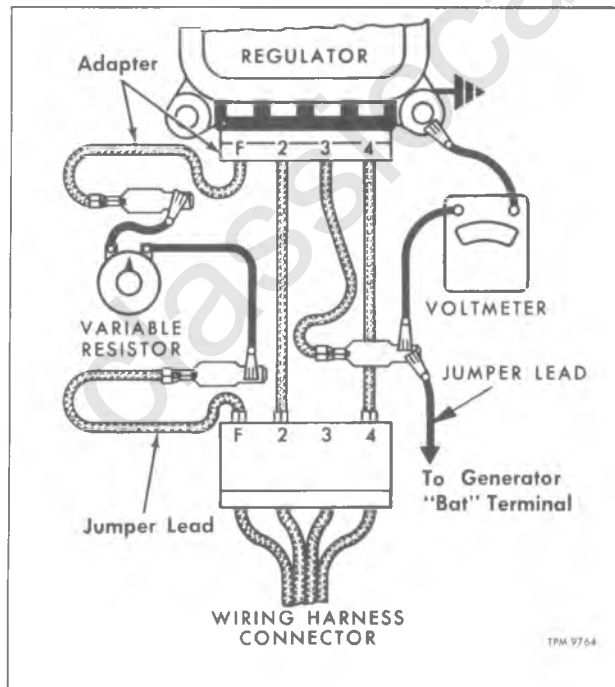 REGULATOR
Adapter
F 2 3 4
VOLTMETER
VARIABLE
RESISTOR
JUMPER LEAD
F 2 3 4
To Generator
"Bat" Terminal
Jumper Lead
WIRING HARNESS
CONNECTOR
TPM 9764